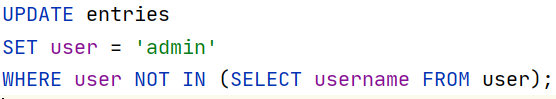 UPDATE entries
SET user = 'admin'
WHERE user NOT IN (SELECT username FROM user);